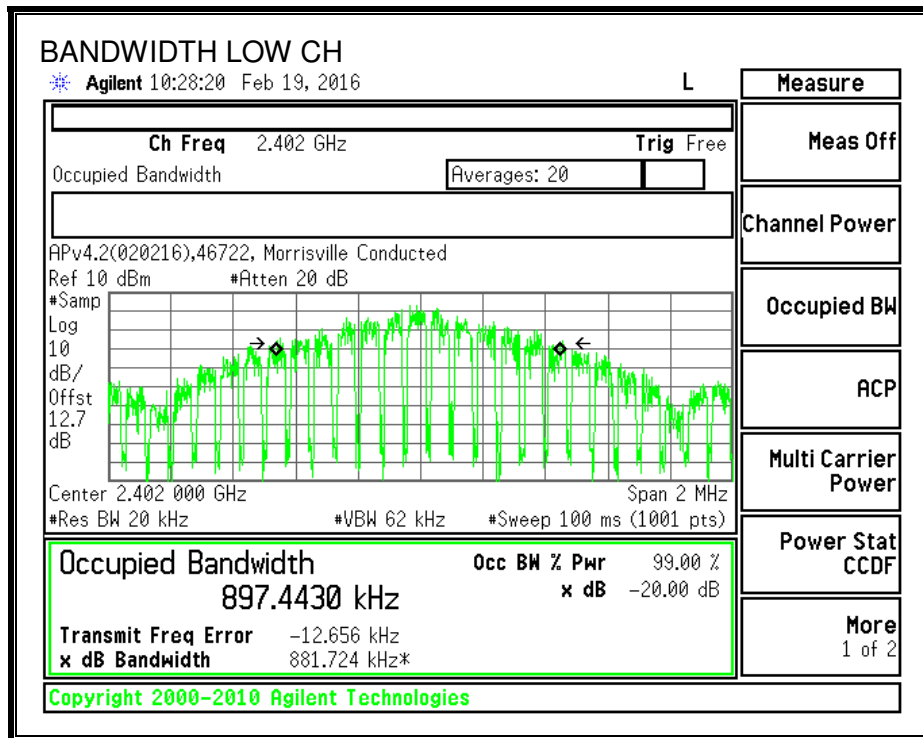 BANDWIDTH LOW CH
Agilent 10:28:20 Feb 19, 2016 L
Measure
Ch Freq 2.402 GHz Trig Free
Meas Off
Occupied Bandwidth Averages: 20
Channel Power
APv4.2(020216),46722, Morrisville Conducted
Ref 10 dBm #Atten 20 dB
#Samp
Log
10
dB/
Offst
12.7
dB
Occupied BW
ACP
Multi Carrier
Power
Center 2.402 000 GHz Span 2 MHz
#Res BW 20 kHz #VBW 62 kHz #Sweep 100 ms (1001 pts)
Power Stat
CCDF
Occupied Bandwidth Occ BW % Pwr 99.00 %
897.4430 kHz x dB -20.00 dB
Transmit Freq Error -12.656 kHz
x dB Bandwidth 881.724 kHz*
More
1 of 2
Copyright 2000-2010 Agilent Technologies